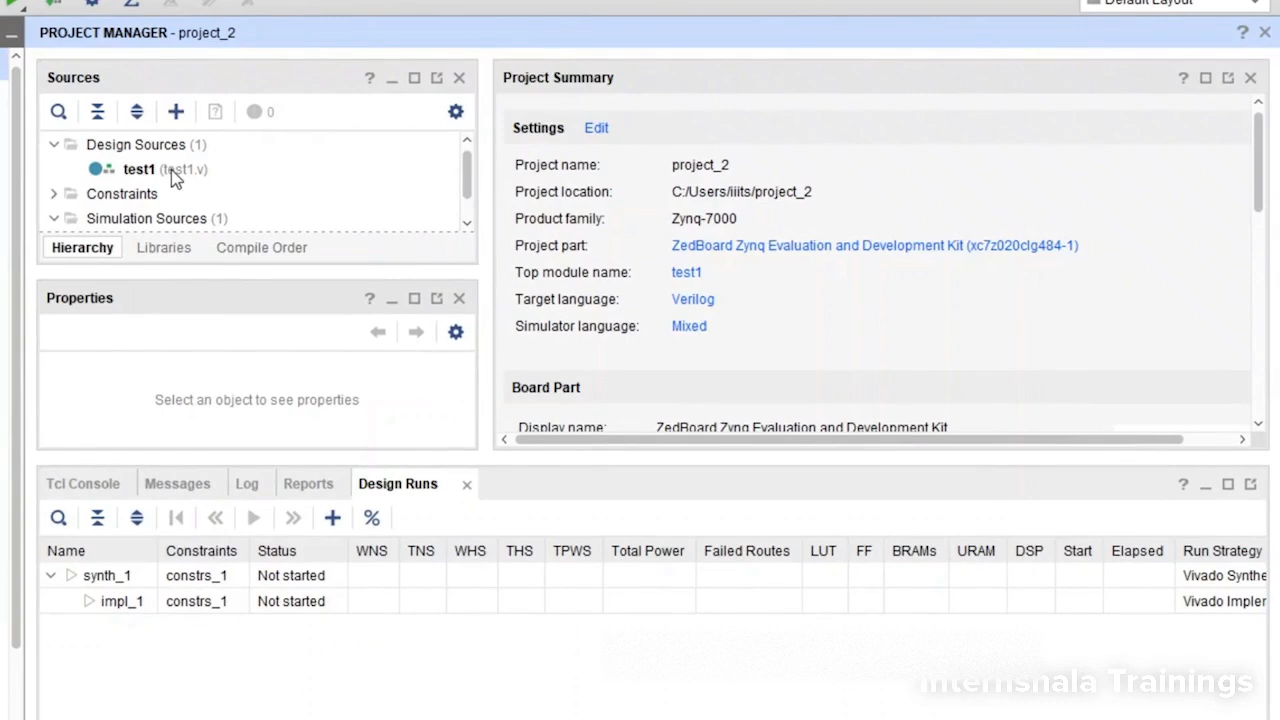 Default Layout
PROJECT MANAGER - project_2
?
Sources
?
0
Design Sources (1)
test1 (test1.v)
Constraints
Simulation Sources (1)
Hierarchy Libraries Compile Order
Properties
?
Select an object to see properties
Project Summary
?
Settings Edit
Project name: project_2
Project location: C:/Users/iiits/project_2
Product family: Zynq-7000
Project part: ZedBoard Zynq Evaluation and Development Kit (xc7z020clg484-1)
Top module name: test1
Target language: Verilog
Simulator language: Mixed
Board Part
Display name: ZedBoard Zynq Evaluation and Development Kit
Tcl Console Messages Log Reports Design Runs
?
%
Name Constraints Status WNS TNS WHS THS TPWS Total Power Failed Routes LUT FF BRAMs URAM DSP Start Elapsed Run Strategy
synth_1 constrs_1 Not started Vivado Synthe
impl_1 constrs_1 Not started Vivado Impler
Internshala Trainings